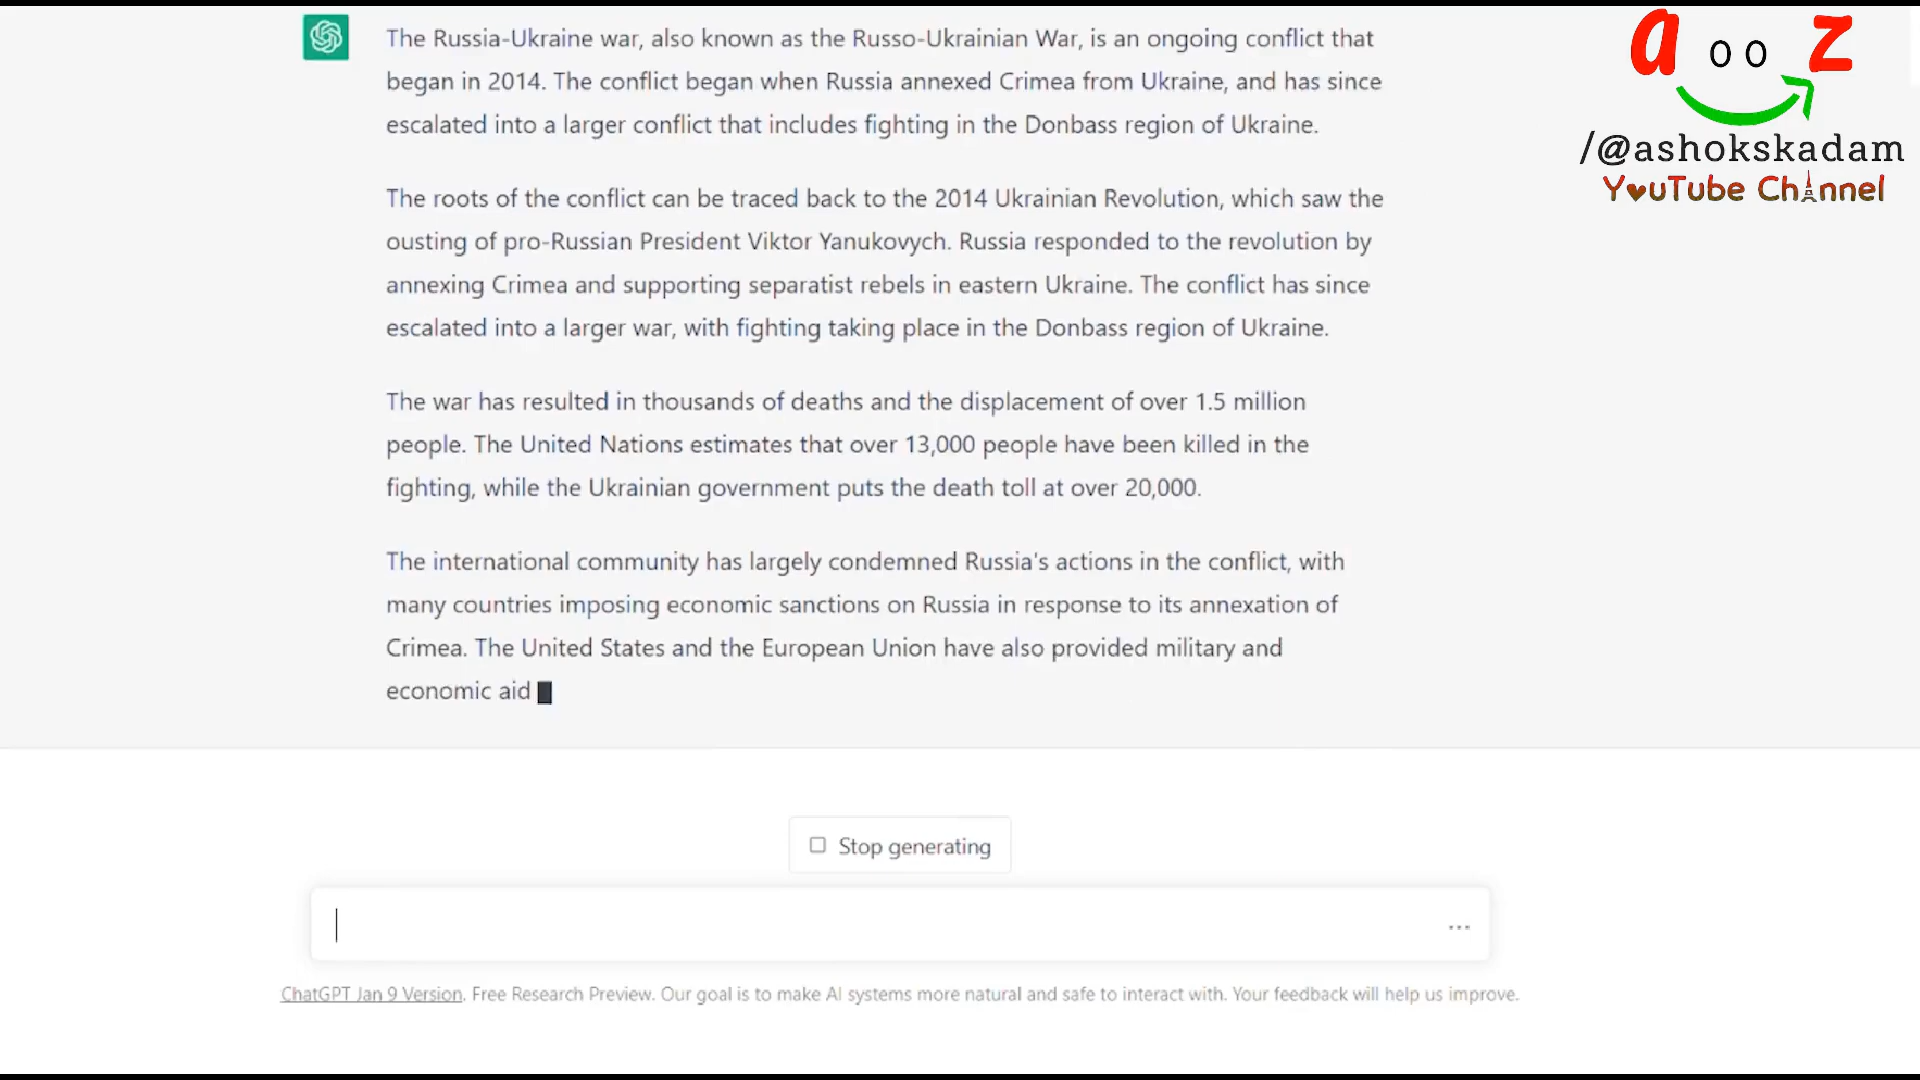 The Russia-Ukraine war, also known as the Russo-Ukrainian War, is an ongoing conflict that
began in 2014. The conflict began when Russia annexed Crimea from Ukraine, and has since
escalated into a larger conflict that includes fighting in the Donbass region of Ukraine.
The roots of the conflict can be traced back to the 2014 Ukrainian Revolution, which saw the
ousting of pro-Russian President Viktor Yanukovych. Russia responded to the revolution by
annexing Crimea and supporting separatist rebels in eastern Ukraine. The conflict has since
escalated into a larger war, with fighting taking place in the Donbass region of Ukraine.
The war has resulted in thousands of deaths and the displacement of over 1.5 million
people. The United Nations estimates that over 13,000 people have been killed in the
fighting, while the Ukrainian government puts the death toll at over 20,000.
The international community has largely condemned Russia's actions in the conflict, with
many countries imposing economic sanctions on Russia in response to its annexation of
Crimea. The United States and the European Union have also provided military and
economic aid
a oo z
/@ashokskadam
YouTube Channel
Stop generating
...
ChatGPT Jan 9 Version. Free Research Preview. Our goal is to make AI systems more natural and safe to interact with. Your feedback will help us improve.